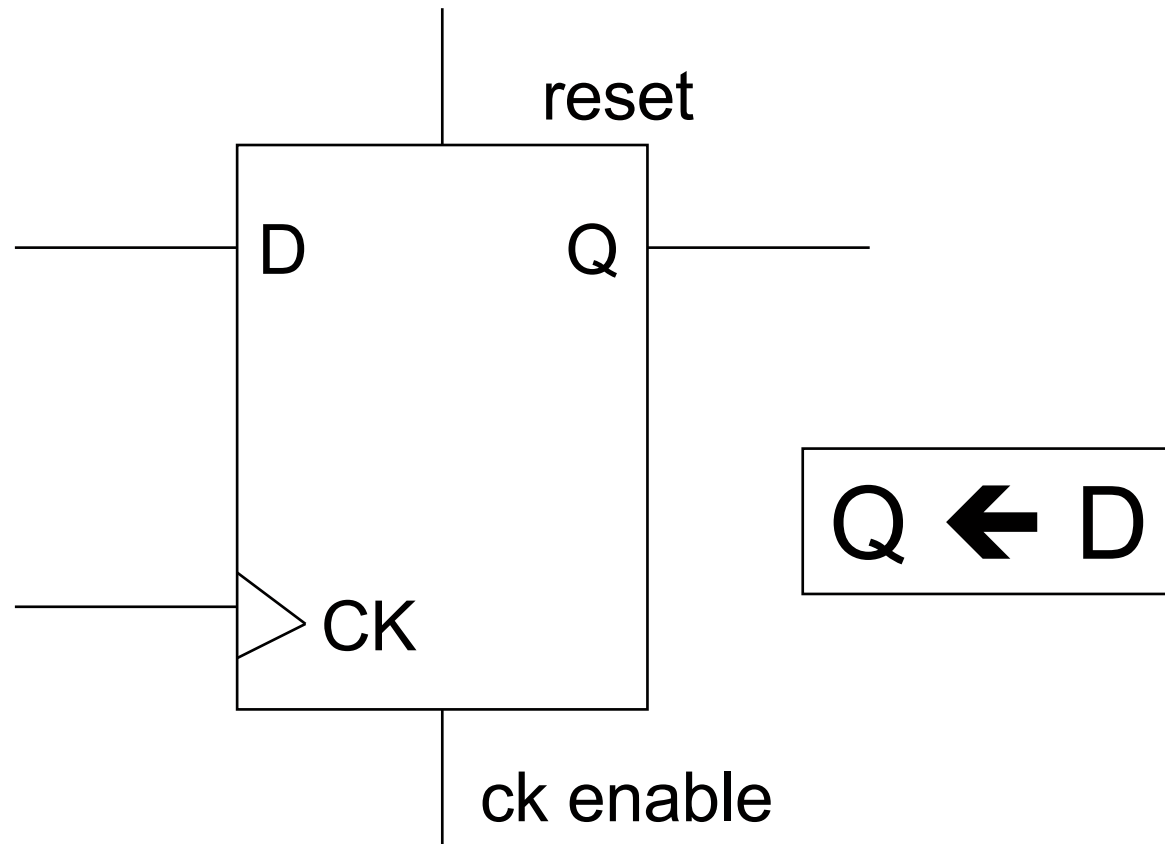 reset
D
Q
Q 🡸 D
CK
ck enable